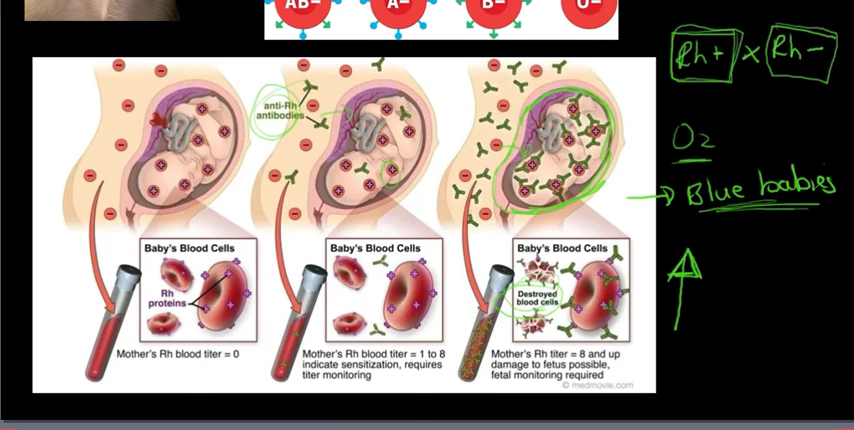 AB−
A−
B−
O−
Rh+ x Rh−
anti-Rh
antibodies
O2
→ Blue babies
Baby's Blood Cells
Rh
proteins
Baby's Blood Cells
Baby's Blood Cells
Destroyed
blood cells
Mother's Rh blood titer = 0
Mother's Rh blood titer = 1 to 8
indicate sensitization, requires
titer monitoring
Mother's Rh titer = 8 and up
damage to fetus possible,
fetal monitoring required
© medmovie.com